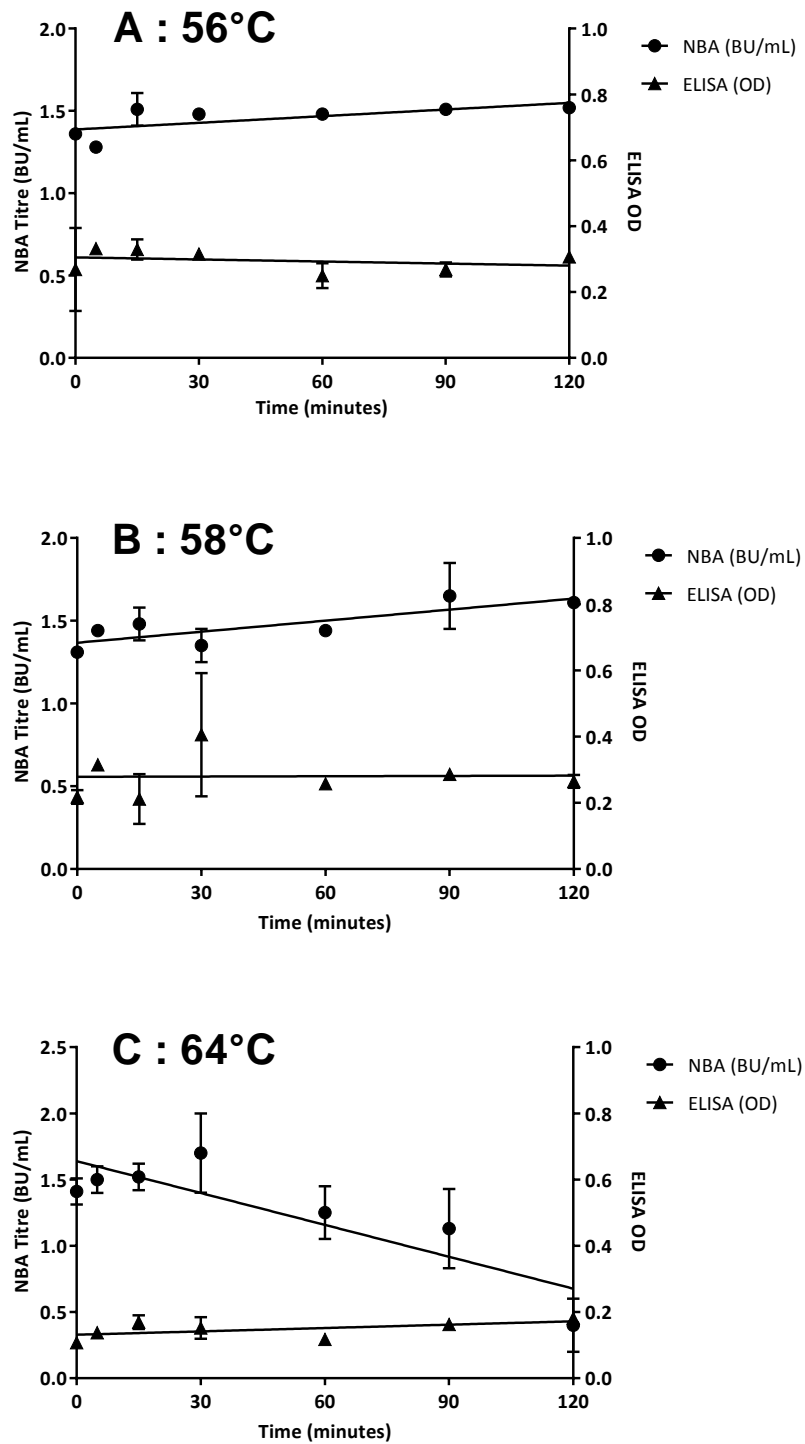 A : 56°C
2.0
1.5
1.0
0.5
0.0
NBA Titre (BU/mL)
1.0
0.8
0.6
0.4
0.2
0.0
ELISA OD
0
30
60
90
120
Time (minutes)
NBA (BU/mL)
ELISA (OD)
B : 58°C
2.0
1.5
1.0
0.5
0.0
NBA Titre (BU/mL)
1.0
0.8
0.6
0.4
0.2
0.0
ELISA OD
0
30
60
90
120
Time (minutes)
NBA (BU/mL)
ELISA (OD)
C : 64°C
2.5
2.0
1.5
1.0
0.5
0.0
NBA Titre (BU/mL)
1.0
0.8
0.6
0.4
0.2
0.0
ELISA OD
0
30
60
90
120
Time (minutes)
NBA (BU/mL)
ELISA (OD)